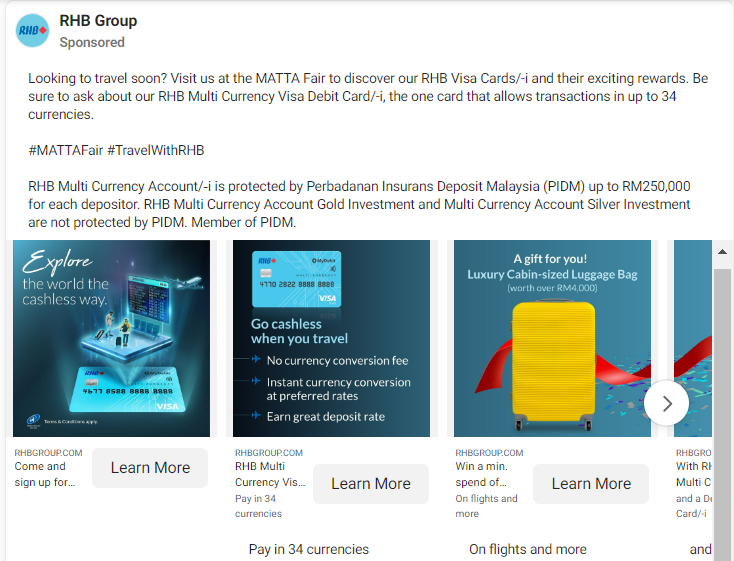 RHB
RHB Group
Sponsored
Looking to travel soon? Visit us at the MATTA Fair to discover our RHB Visa Cards/-i and their exciting rewards. Be
sure to ask about our RHB Multi Currency Visa Debit Card/-i, the one card that allows transactions in up to 34
currencies.
#MATTAFair #TravelWithRHB
RHB Multi Currency Account/-i is protected by Perbadanan Insurans Deposit Malaysia (PIDM) up to RM250,000
for each depositor. RHB Multi Currency Account Gold Investment and Multi Currency Account Silver Investment
are not protected by PIDM. Member of PIDM.
Explore
the world the
cashless way.
RHB
4677 8588 8888 8888
VISA
Terms & Conditions apply.
RHBGROUP.COM
Come and
sign up for...
Learn More
RHB
MyDebit
MULTI CURRENCY
4770 2822 8888 8888
VISA
Go cashless
when you travel
No currency conversion fee
Instant currency conversion
at preferred rates
Earn great deposit rate
RHBGROUP.COM
RHB Multi
Currency Vis...
Pay in 34
currencies
Learn More
Pay in 34 currencies
A gift for you!
Luxury Cabin-sized Luggage Bag
(worth over RM4,000)
RHBGROUP.COM
Win a min.
spend of...
On flights and
more
Learn More
On flights and more
RHBGRO
With RH
Multi C
and a De
Card/-i
and